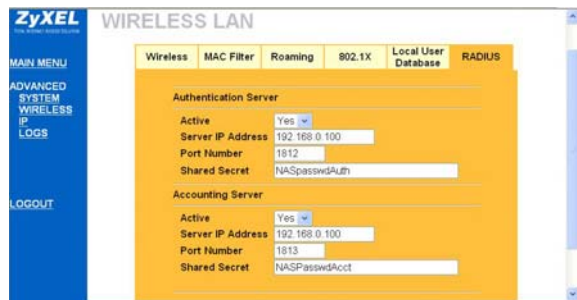 ZyXEL
WIRELESS LAN
MAIN MENU
ADVANCED
SYSTEM
WIRELESS
IP
LOGS
LOGOUT
Wireless MAC Filter Roaming 802.1X Local User Database RADIUS
Authentication Server
Active Yes
Server IP Address 192.168.0.100
Port Number 1812
Shared Secret NASpasswdAuth
Accounting Server
Active Yes
Server IP Address 192.168.0.100
Port Number 1813
Shared Secret NASPasswdAcct